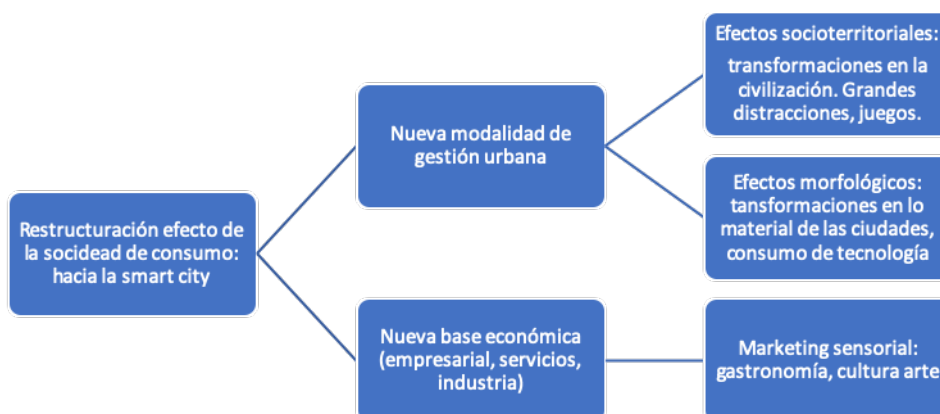 Restructuración efecto de
la socidead de consumo:
hacia la smart city
Nueva modalidad de
gestión urbana
Efectos socioterritoriales:
transformaciones en la
civilización. Grandes
distracciones, juegos.
Efectos morfológicos:
tansformaciones en lo
material de las ciudades,
consumo de tecnología
Nueva base económica
(empresarial, servicios,
industria)
Marketing sensorial:
gastronomía, cultura arte